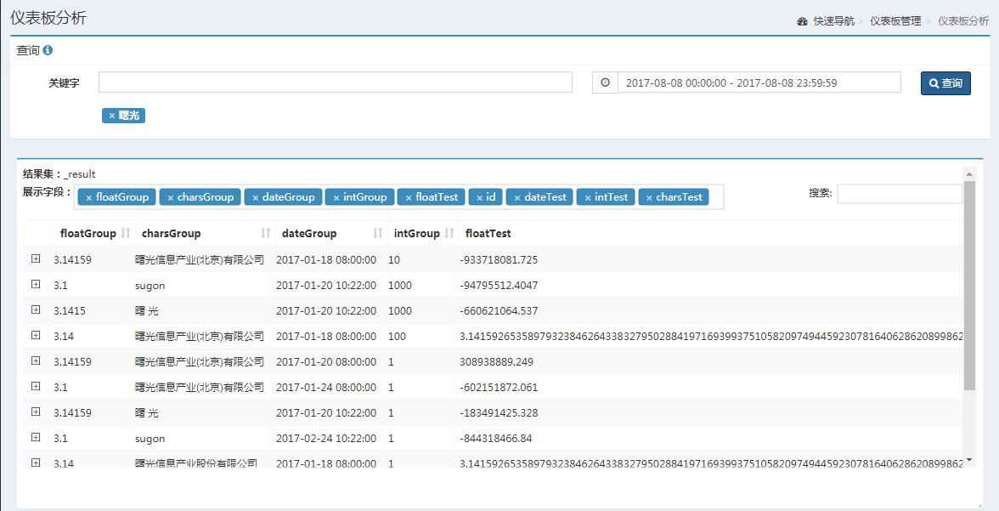 仪表板分析
快速导航 > 仪表板管理 > 仪表板分析
查询
关键字
2017-08-08 00:00:00 - 2017-08-08 23:59:59
查询
× 曙光
结果集：_result
展示字段： × floatGroup × charsGroup × dateGroup × intGroup × floatTest × id × dateTest × intTest × charsTest
搜索:
floatGroup charsGroup dateGroup intGroup floatTest
3.14159 曙光信息产业(北京)有限公司 2017-01-18 08:00:00 10 -933718081.725
3.1 sugon 2017-01-20 10:22:00 1000 -94795512.4047
3.1415 曙 光 2017-01-20 10:22:00 1000 -660621064.537
3.14 曙光信息产业(北京)有限公司 2017-01-18 08:00:00 100 3.14159265358979323846264338327950288419716939937510582097494459230781640628620899862
3.14159 曙光信息产业(北京)有限公司 2017-01-20 08:00:00 1 308938889.249
3.1 曙光信息产业(北京)有限公司 2017-01-24 08:00:00 1 -602151872.061
3.14159 曙 光 2017-01-20 10:22:00 1 -183491425.328
3.1 sugon 2017-02-24 10:22:00 1 -844318466.84
3.14 曙光信息产业股份有限公司 2017-01-18 08:00:00 1 3.14159265358979323846264338327950288419716939937510582097494459230781640628620899862